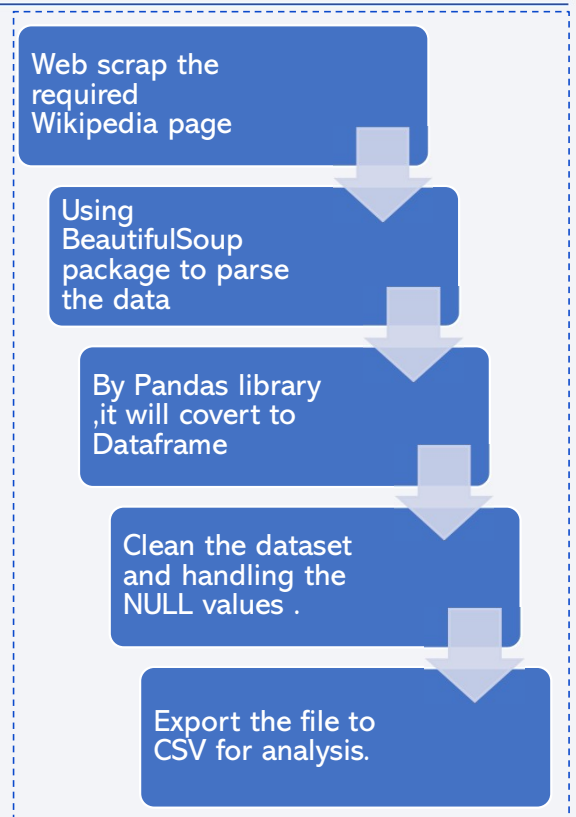 Web scrap the
required
Wikipedia page
Using
BeautifulSoup
package to parse
the data
By Pandas library
,it will covert to
Dataframe
Clean the dataset
and handling the
NULL values .
Export the file to
CSV for analysis.